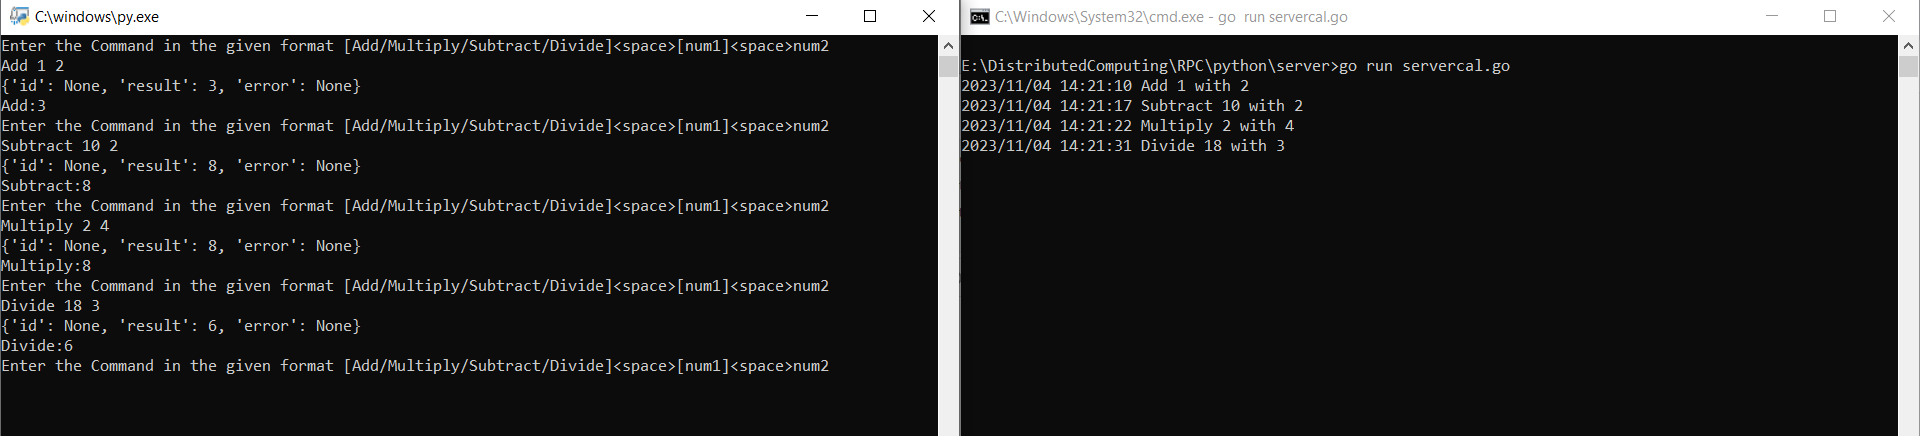 C:\windows\py.exe
Enter the Command in the given format [Add/Multiply/Subtract/Divide]<space>[num1]<space>num2
Add 1 2
{'id': None, 'result': 3, 'error': None}
Add:3
Enter the Command in the given format [Add/Multiply/Subtract/Divide]<space>[num1]<space>num2
Subtract 10 2
{'id': None, 'result': 8, 'error': None}
Subtract:8
Enter the Command in the given format [Add/Multiply/Subtract/Divide]<space>[num1]<space>num2
Multiply 2 4
{'id': None, 'result': 8, 'error': None}
Multiply:8
Enter the Command in the given format [Add/Multiply/Subtract/Divide]<space>[num1]<space>num2
Divide 18 3
{'id': None, 'result': 6, 'error': None}
Divide:6
Enter the Command in the given format [Add/Multiply/Subtract/Divide]<space>[num1]<space>num2
C:\Windows\System32\cmd.exe - go  run servercal.go
E:\DistributedComputing\RPC\python\server>go run servercal.go
2023/11/04 14:21:10 Add 1 with 2
2023/11/04 14:21:17 Subtract 10 with 2
2023/11/04 14:21:22 Multiply 2 with 4
2023/11/04 14:21:31 Divide 18 with 3